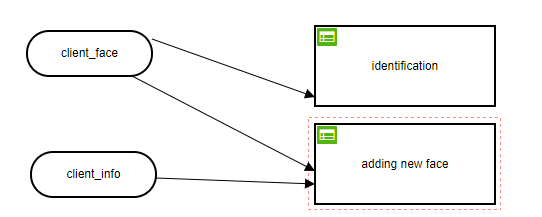 client_face
identification
adding new face
client_info